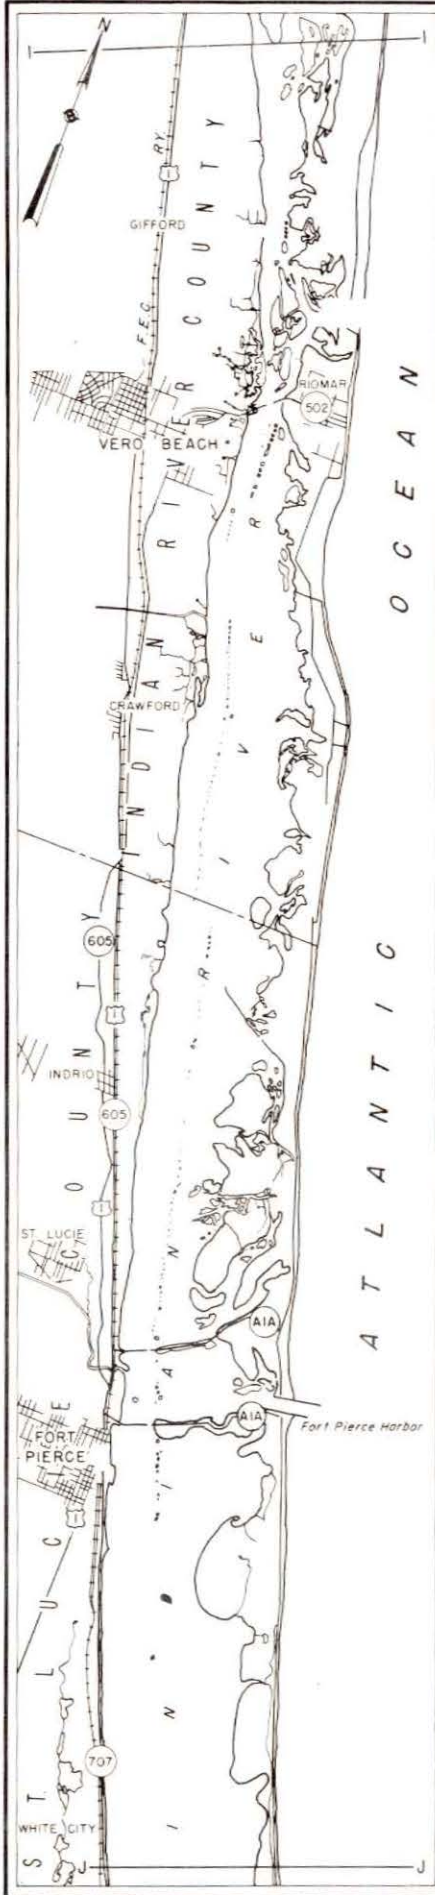 N
I I
RY.
I
GIFFORD
F.E.C.
RIOMAR
502
VERO BEACH
CRAWFORD
INDIAN RIVER COUNTY
605
I
INDRIO
605
I
ST. LUCIE
A1A
A1A
Fort Pierce Harbor
FORT
PIERCE
I
707
WHITE CITY
ST. LUCIE COUNTY
INDIAN RIVER
ATLANTIC OCEAN
J J